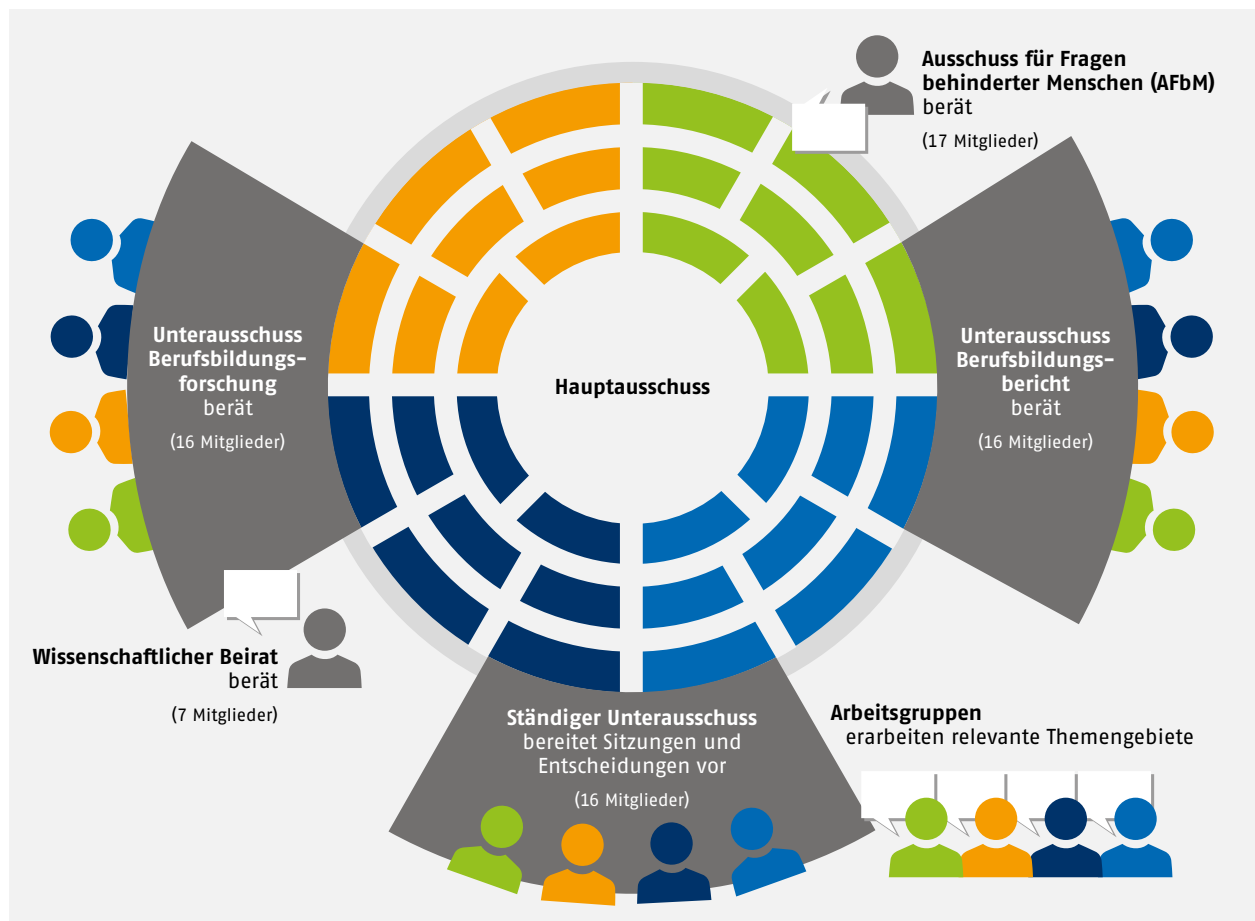 Ausschuss für Fragen
behinderter Menschen (AFbM)
berät
(17 Mitglieder)
Unterausschuss
Berufsbildungs-
forschung
berät
(16 Mitglieder)
Hauptausschuss
Unterausschuss
Berufsbildungs-
bericht
berät
(16 Mitglieder)
Wissenschaftlicher Beirat
berät
(7 Mitglieder)
Ständiger Unterausschuss
bereitet Sitzungen und
Entscheidungen vor
(16 Mitglieder)
Arbeitsgruppen
erarbeiten relevante Themengebiete